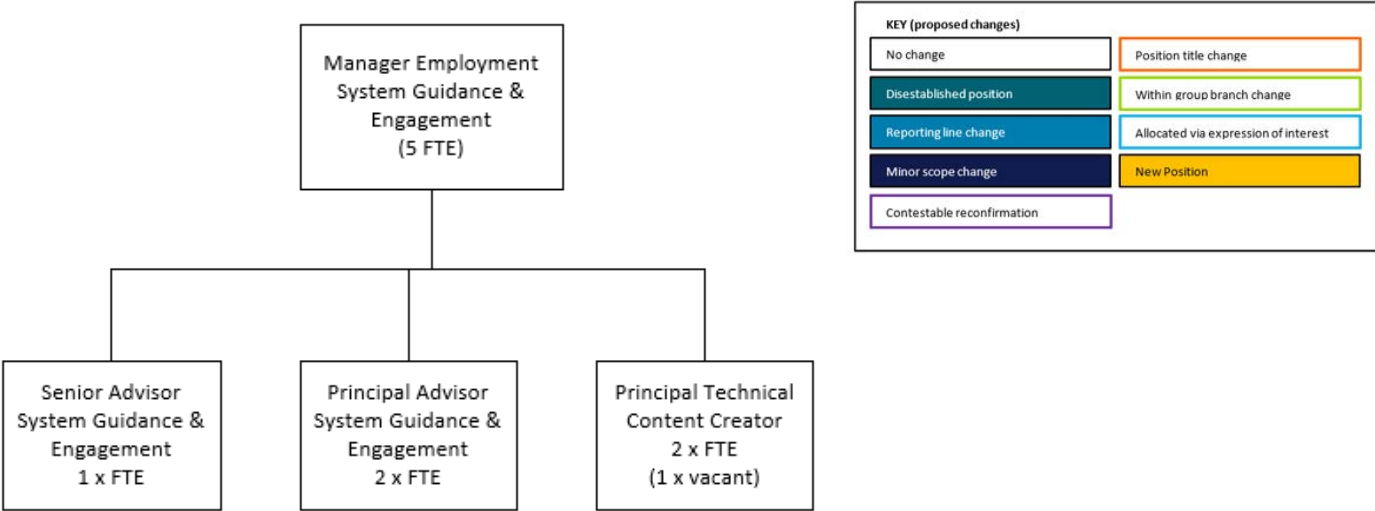 Manager Employment
System Guidance &
Engagement
(5 FTE)
KEY (proposed changes)
No change
Position title change
Disestablished position
Within group branch change
Reporting line change
Allocated via expression of interest
Minor scope change
New Position
Contestable reconfirmation
Senior Advisor
System Guidance &
Engagement
1 x FTE
Principal Advisor
System Guidance &
Engagement
2 x FTE
Principal Technical
Content Creator
2 x FTE
(1 x vacant)